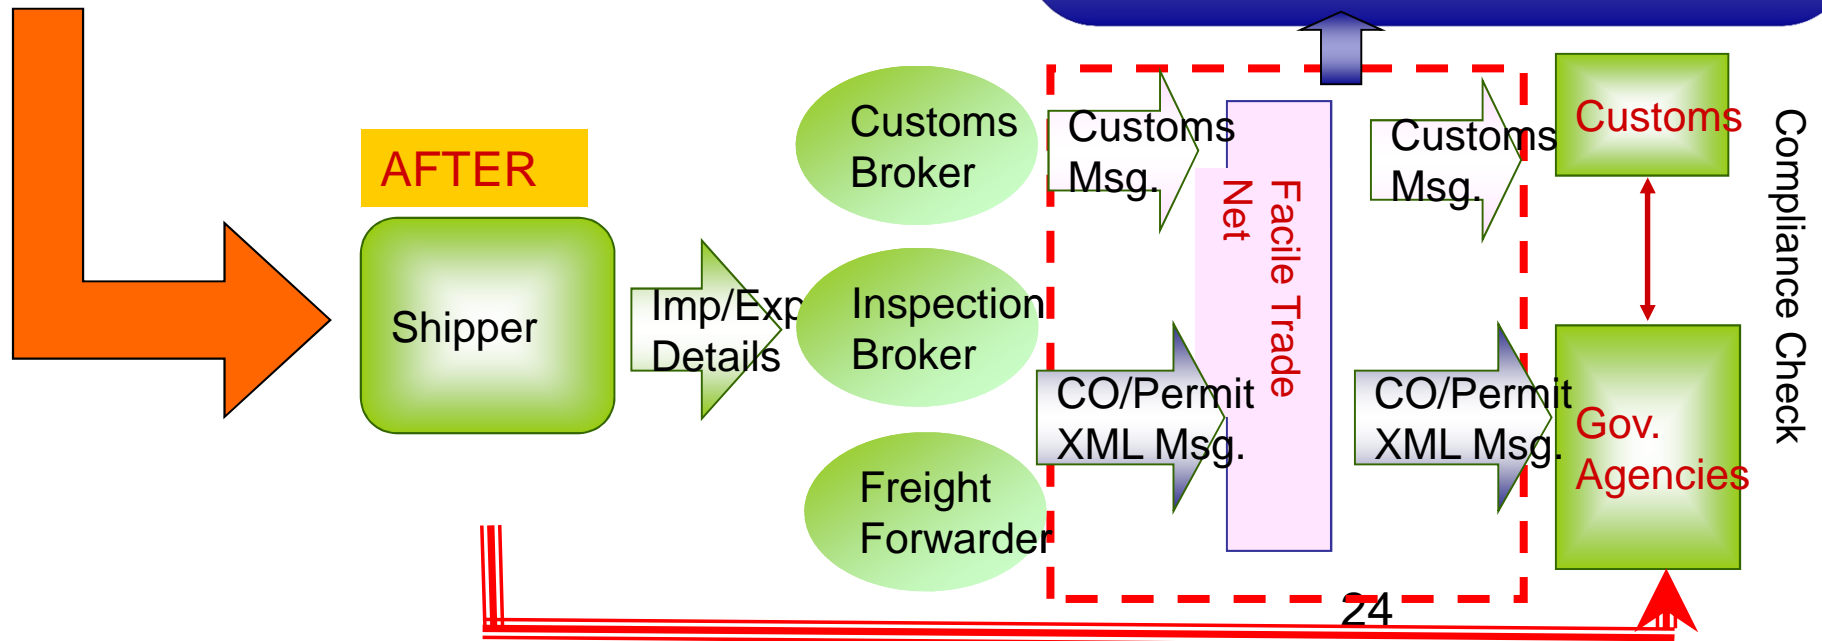 AFTER
Shipper
Imp/Exp
Details
Customs
Broker
Inspection
Broker
Freight
Forwarder
Customs
Msg.
CO/Permit
XML Msg.
Facile Trade
Net
Customs
Msg.
CO/Permit
XML Msg.
Customs
Gov.
Agencies
Compliance Check
24